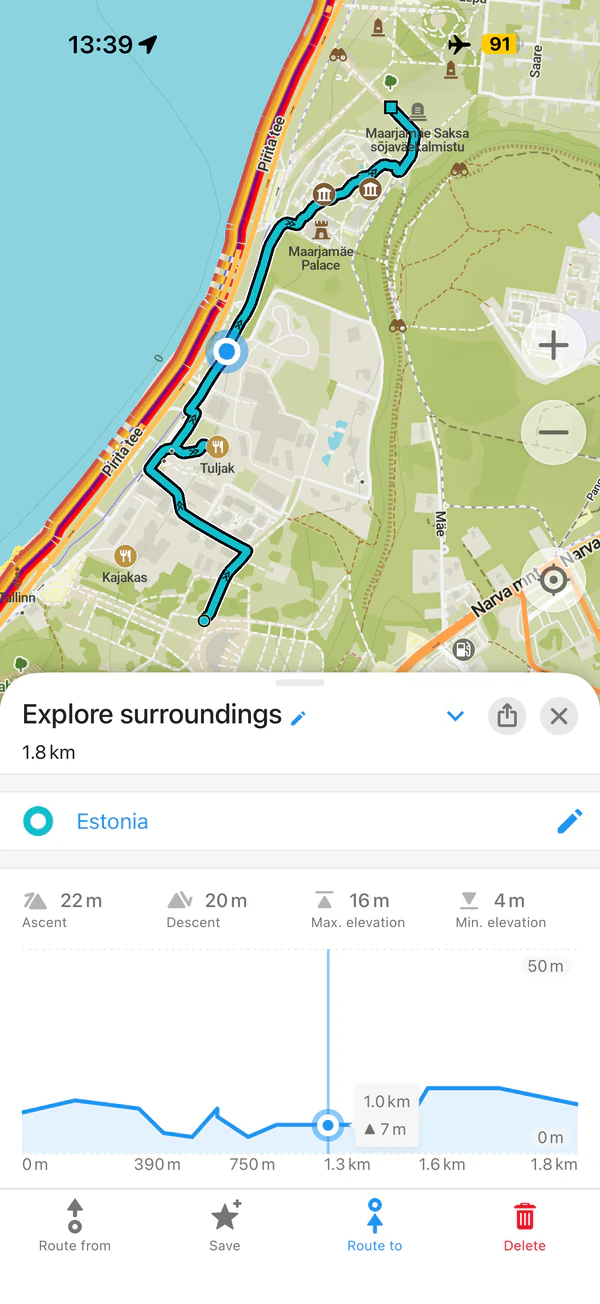 13:39
91
Saare
Pirita tee
Maarjamäe Saksa
sõjaväekalmistu
Maarjamäe
Palace
0
Pirita tee
Tuljak
Mäe
Kajakas
Narva mnt
Narva
Tallinn
Explore surroundings
1.8 km
Estonia
22 m
20 m
16 m
4 m
Ascent
Descent
Max. elevation
Min. elevation
50 m
1.0 km
▲ 7 m
0 m
0 m
390 m
750 m
1.3 km
1.6 km
1.8 km
Route from
Save
Route to
Delete